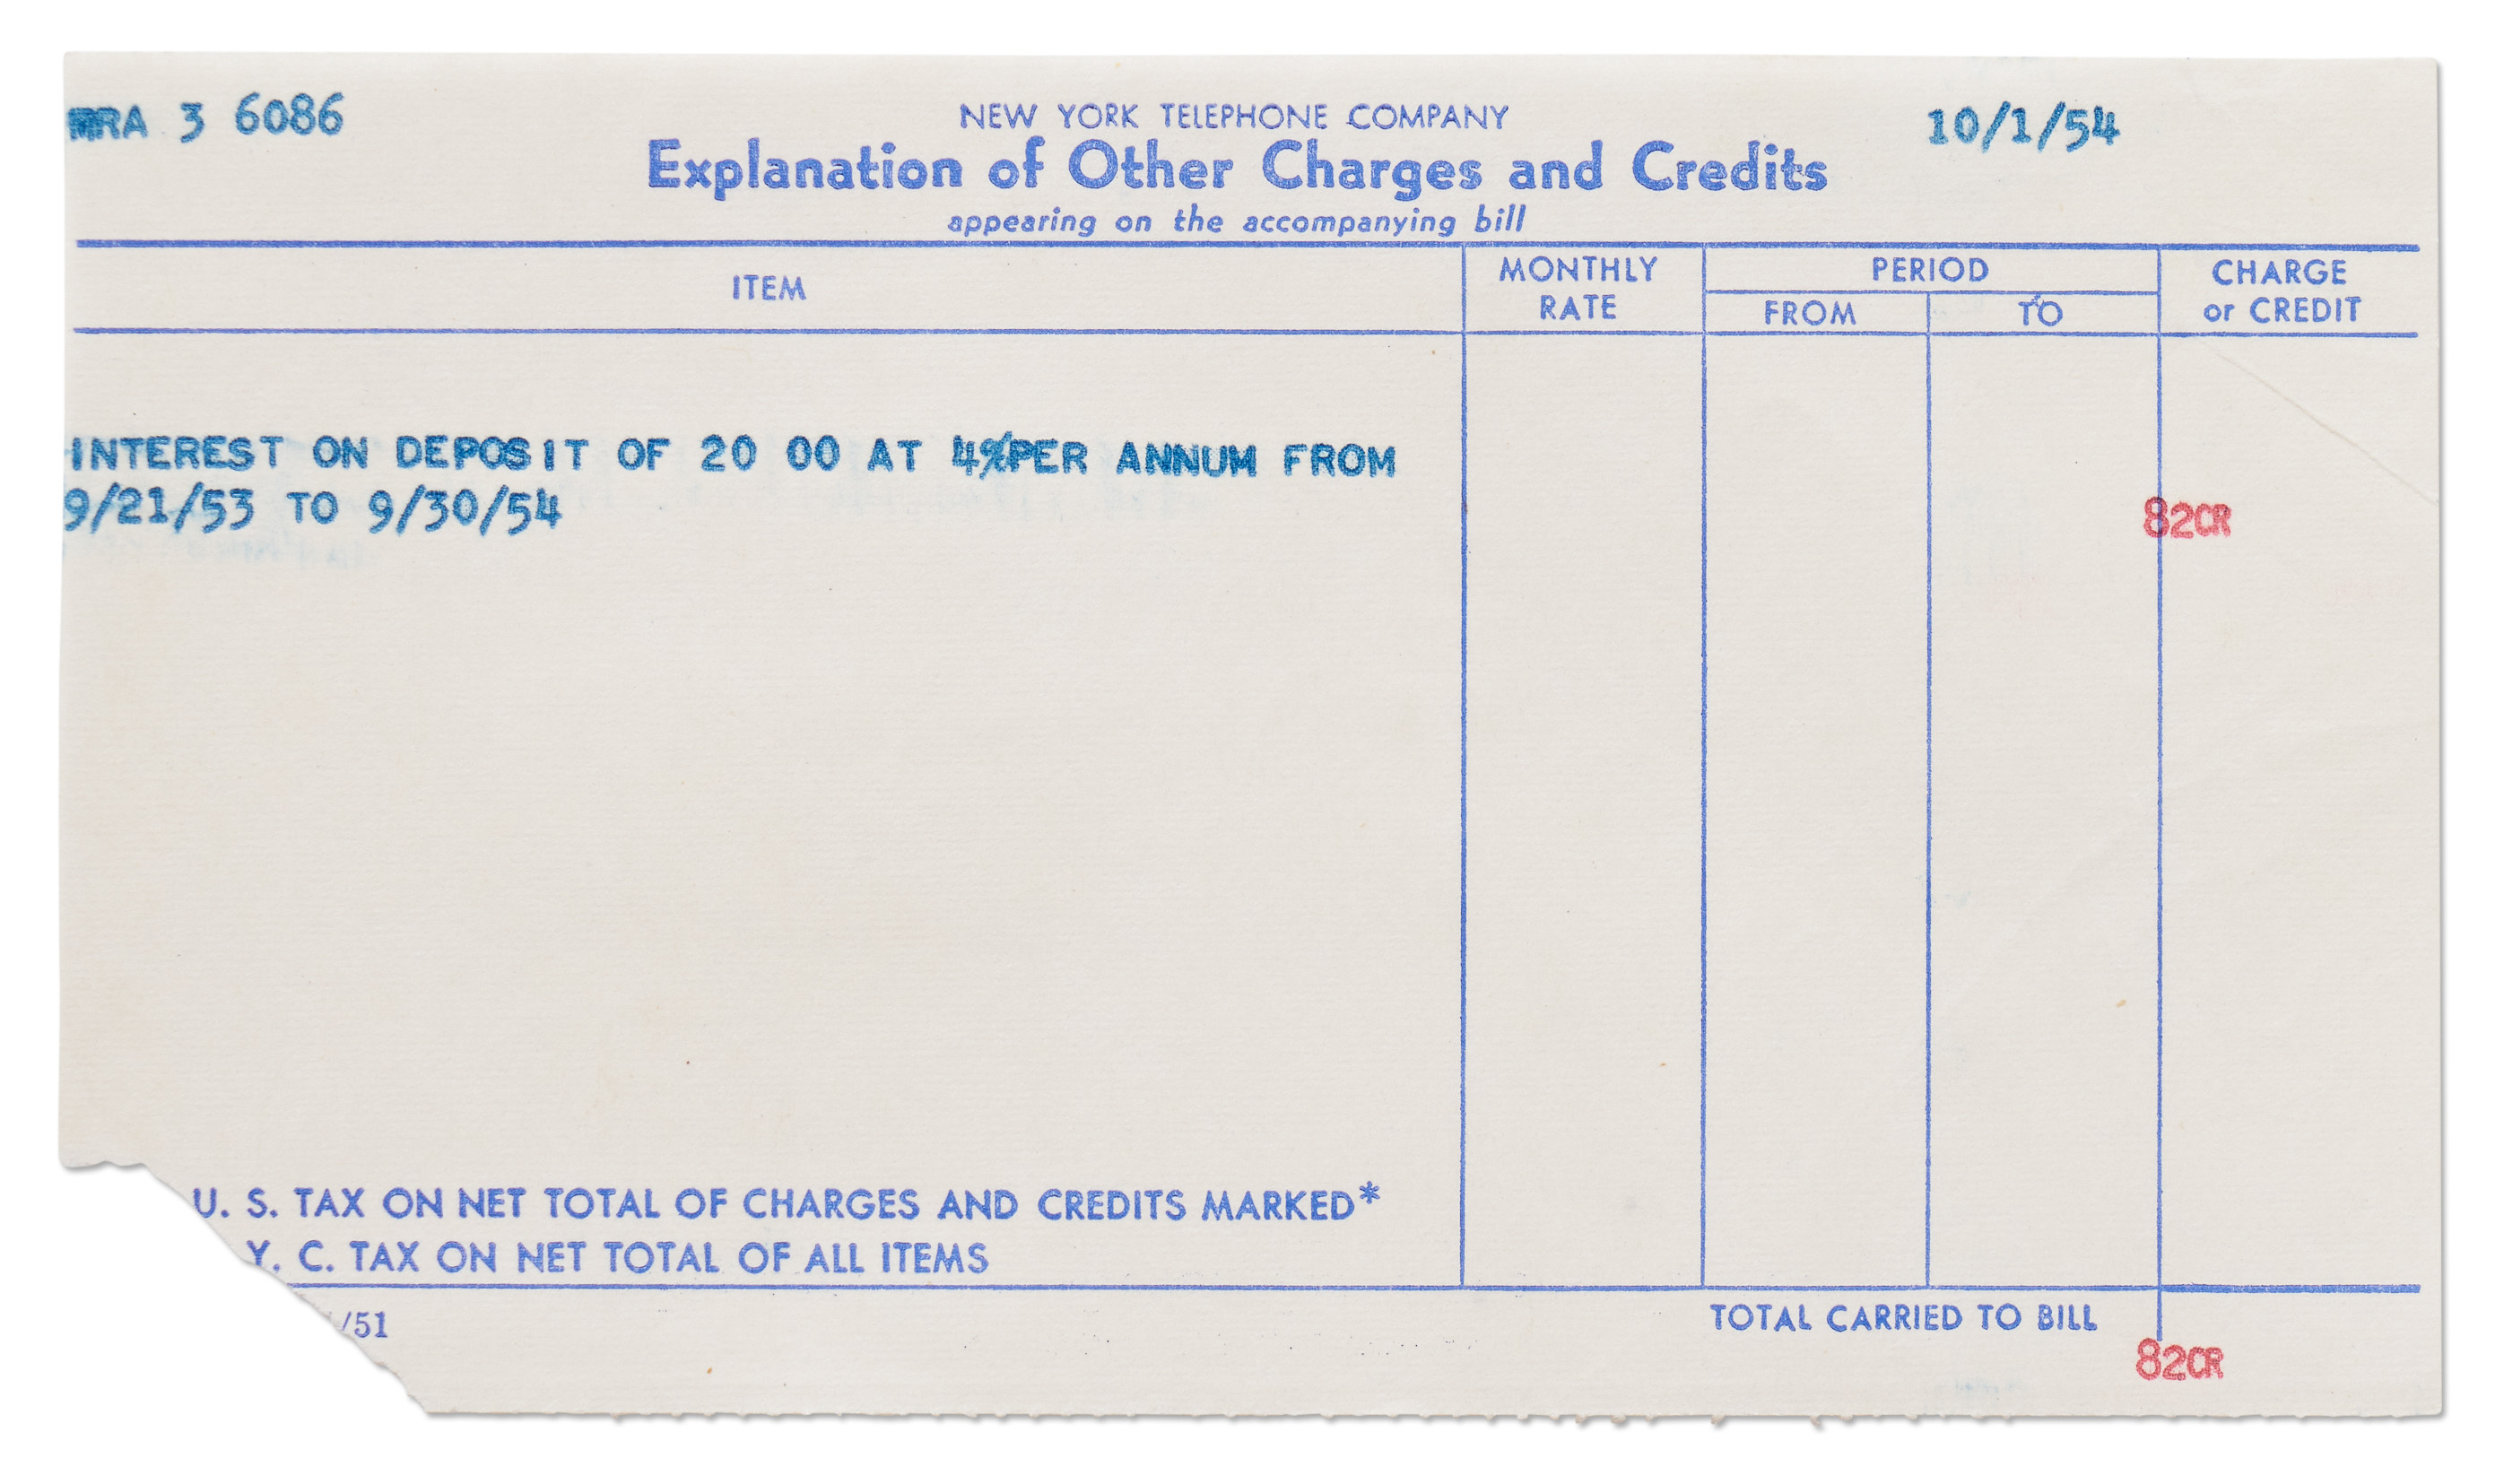 RA 3 6086
NEW YORK TELEPHONE COMPANY
10/1/54
Explanation of Other Charges and Credits
appearing on the accompanying bill
ITEM
MONTHLY RATE
PERIOD
FROM
TO
CHARGE or CREDIT
INTEREST ON DEPOSIT OF 20 00 AT 4% PER ANNUM FROM
9/21/53 TO 9/30/54
82CR
U. S. TAX ON NET TOTAL OF CHARGES AND CREDITS MARKED*
Y. C. TAX ON NET TOTAL OF ALL ITEMS
/51
TOTAL CARRIED TO BILL
82CR